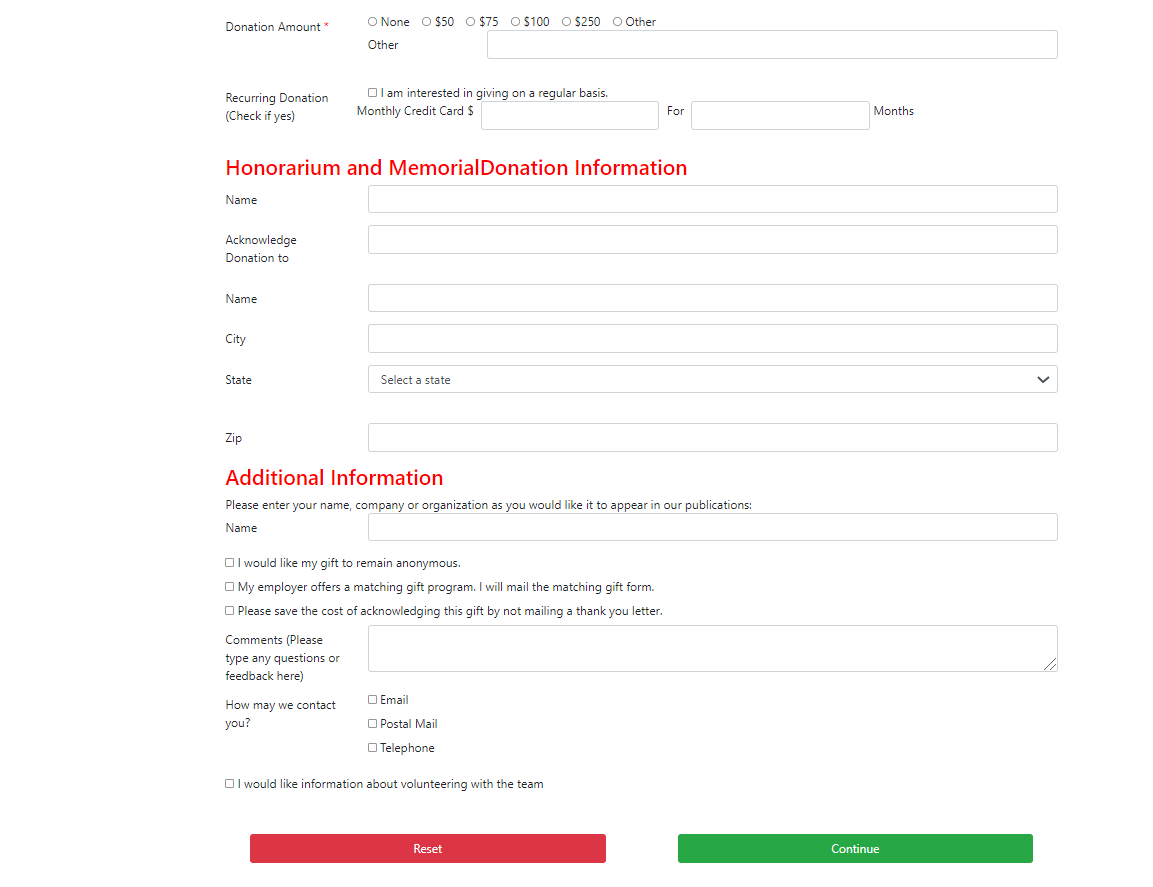 Donation Amount *
None $50 $75 $100 $250 Other
Other
Recurring Donation
(Check if yes)
I am interested in giving on a regular basis.
Monthly Credit Card $ For Months
Honorarium and MemorialDonation Information
Name
Acknowledge
Donation to
Name
City
State
Select a state
Zip
Additional Information
Please enter your name, company or organization as you would like it to appear in our publications:
Name
I would like my gift to remain anonymous.
My employer offers a matching gift program. I will mail the matching gift form.
Please save the cost of acknowledging this gift by not mailing a thank you letter.
Comments (Please
type any questions or
feedback here)
How may we contact
you?
Email
Postal Mail
Telephone
I would like information about volunteering with the team
Reset Continue